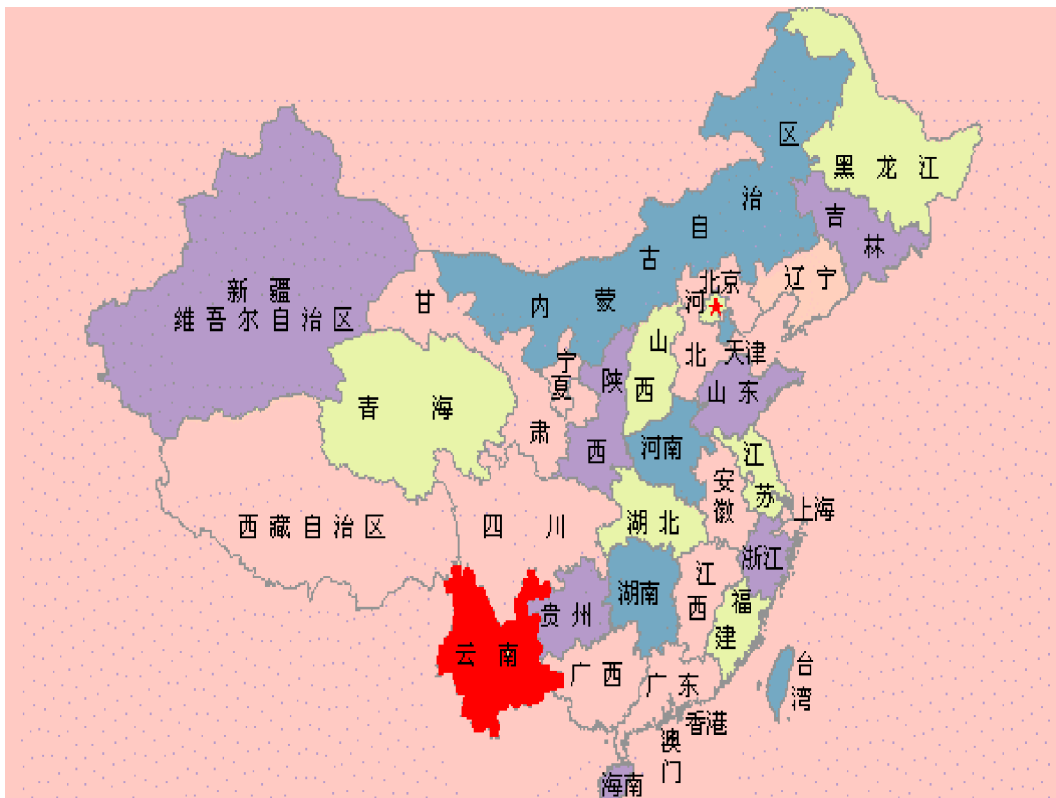 黑龙江
吉林
辽宁
内蒙古自治区
北京
天津
河北
山西
山东
陕西
宁夏
甘肃
新疆
维吾尔自治区
青海
西藏自治区
四川
河南
江苏
安徽
上海
湖北
浙江
江西
湖南
福建
贵州
云南
广西
广东
台湾
香港
澳门
海南